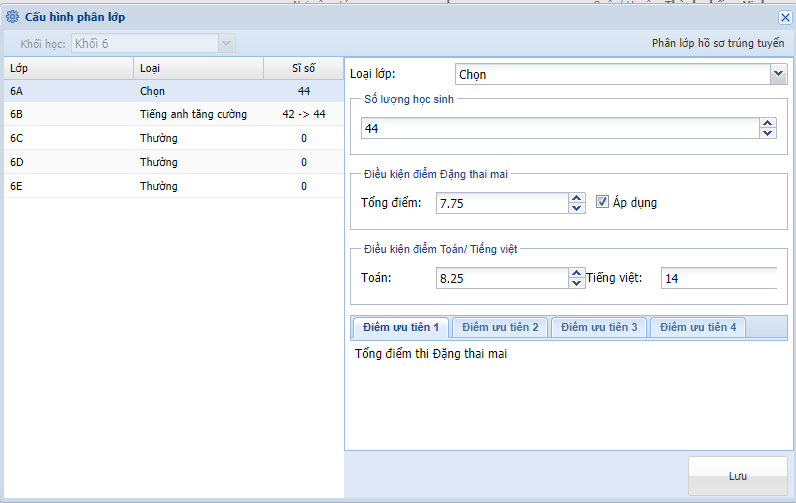 Cấu hình phân lớp
Khối học: Khối 6
Phân lớp hồ sơ trúng tuyển
Lớp Loại Sĩ số
6A Chọn 44
6B Tiếng anh tăng cường 42 -> 44
6C Thường 0
6D Thường 0
6E Thường 0
Loại lớp: Chọn
Số lượng học sinh
44
Điều kiện điểm Đặng thai mai
Tổng điểm: 7.75 Áp dụng
Điều kiện điểm Toán/ Tiếng việt
Toán: 8.25 Tiếng việt: 14
Điểm ưu tiên 1 Điểm ưu tiên 2 Điểm ưu tiên 3 Điểm ưu tiên 4
Tổng điểm thi Đặng thai mai
Lưu